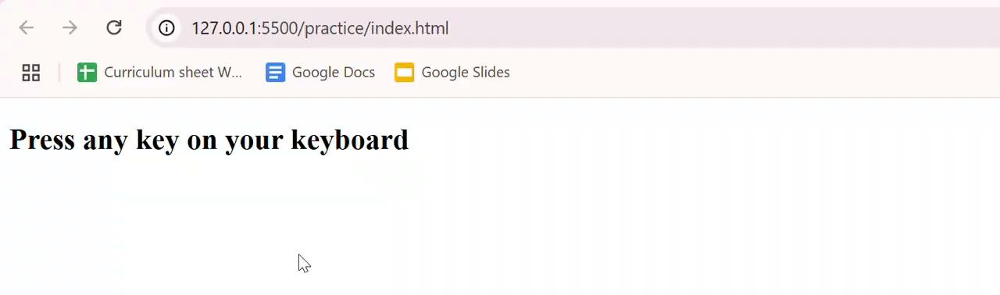 127.0.0.1:5500/practice/index.html
Curriculum sheet W... Google Docs Google Slides
Press any key on your keyboard